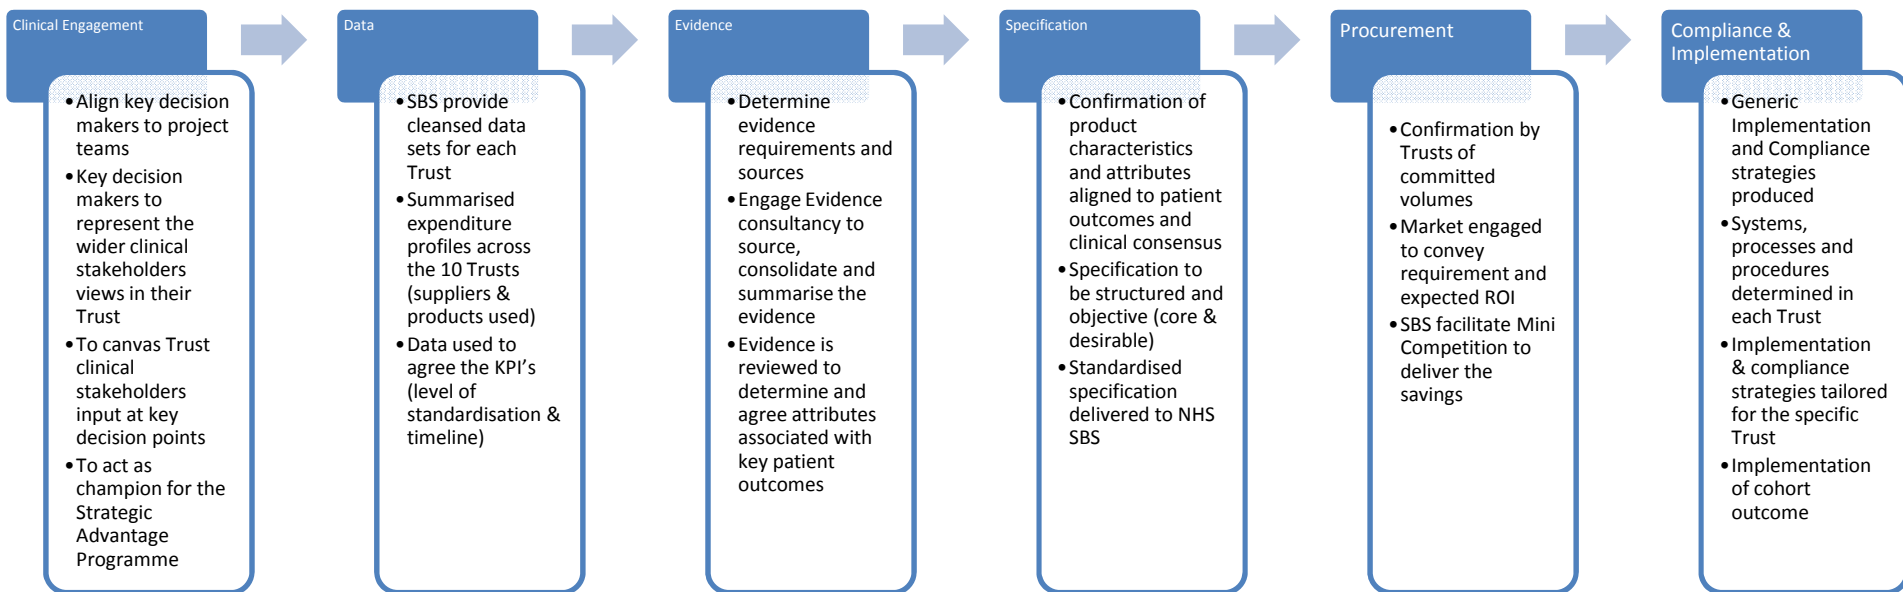 Clinical Engagement
•Align key decision
makers to project
teams
•Key decision
makers to
represent the
wider clinical
stakeholders
views in their
Trust
•To canvas Trust
clinical
stakeholders
input at key
decision points
•To act as
champion for the
Strategic
Advantage
Programme
Data
•SBS provide
cleansed data
sets for each
Trust
•Summarised
expenditure
profiles across
the 10 Trusts
(suppliers &
products used)
•Data used to
agree the KPI's
(level of
standardisation &
timeline)
Evidence
•Determine
evidence
requirements and
sources
•Engage Evidence
consultancy to
source,
consolidate and
summarise the
evidence
•Evidence is
reviewed to
determine and
agree attributes
associated with
key patient
outcomes
Specification
•Confirmation of
product
characteristics
and attributes
aligned to patient
outcomes and
clinical consensus
•Specification to
be structured and
objective (core &
desirable)
•Standardised
specification
delivered to NHS
SBS
Procurement
•Confirmation by
Trusts of
committed
volumes
•Market engaged
to convey
requirement and
expected ROI
•SBS facilitate Mini
Competition to
deliver the
savings
Compliance &
Implementation
•Generic
Implementation
and Compliance
strategies
produced
•Systems,
processes and
procedures
determined in
each Trust
•Implementation
& compliance
strategies tailored
for the specific
Trust
•Implementation
of cohort
outcome